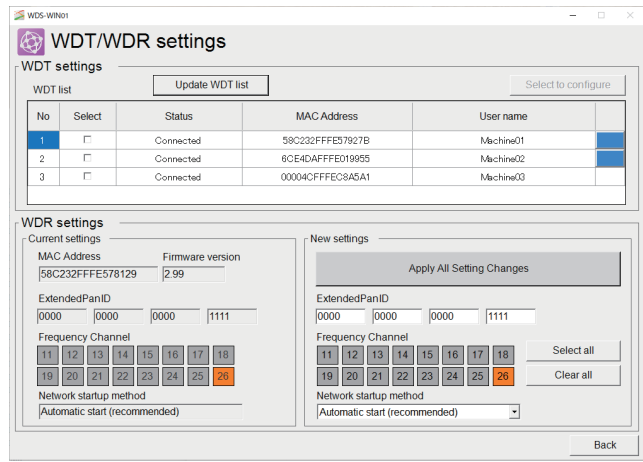 WDS-WIN01
WDT/WDR settings
WDT settings
WDT list
Update WDT list
Select to configure
No Select Status MAC Address User name
1 Connected 58C232FFFE57927B Machine01
2 Connected 6CE4DAFFFE019955 Machine02
3 Connected 00004CFFFEC8A5A1 Machine03
WDR settings
Current settings
MAC Address Firmware version
58C232FFFE578129 2.99
ExtendedPanID
0000 0000 0000 1111
Frequency Channel
11 12 13 14 15 16 17 18
19 20 21 22 23 24 25 26
Network startup method
Automatic start (recommended)
New settings
Apply All Setting Changes
ExtendedPanID
0000 0000 0000 1111
Frequency Channel
11 12 13 14 15 16 17 18 Select all
19 20 21 22 23 24 25 26 Clear all
Network startup method
Automatic start (recommended)
Back